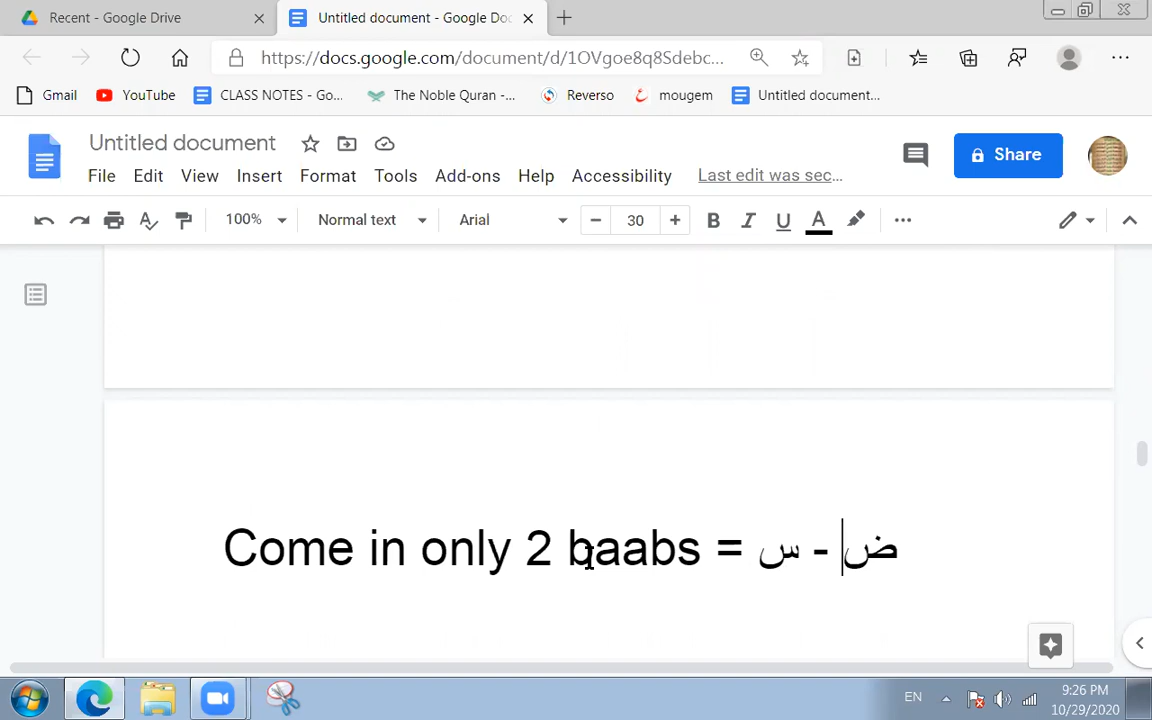 Recent - Google Drive
Untitled document - Google Doc
https://docs.google.com/document/d/1OVgoe8q8Sdebc...
Gmail
YouTube
CLASS NOTES - Go...
The Noble Quran -...
Reverso
mougem
Untitled document...
Untitled document
File Edit View Insert Format Tools Add-ons Help Accessibility Last edit was sec...
Share
100% Normal text Arial 30 B I U A
Come in only 2 baabs = س - ض
EN
9:26 PM
10/29/2020